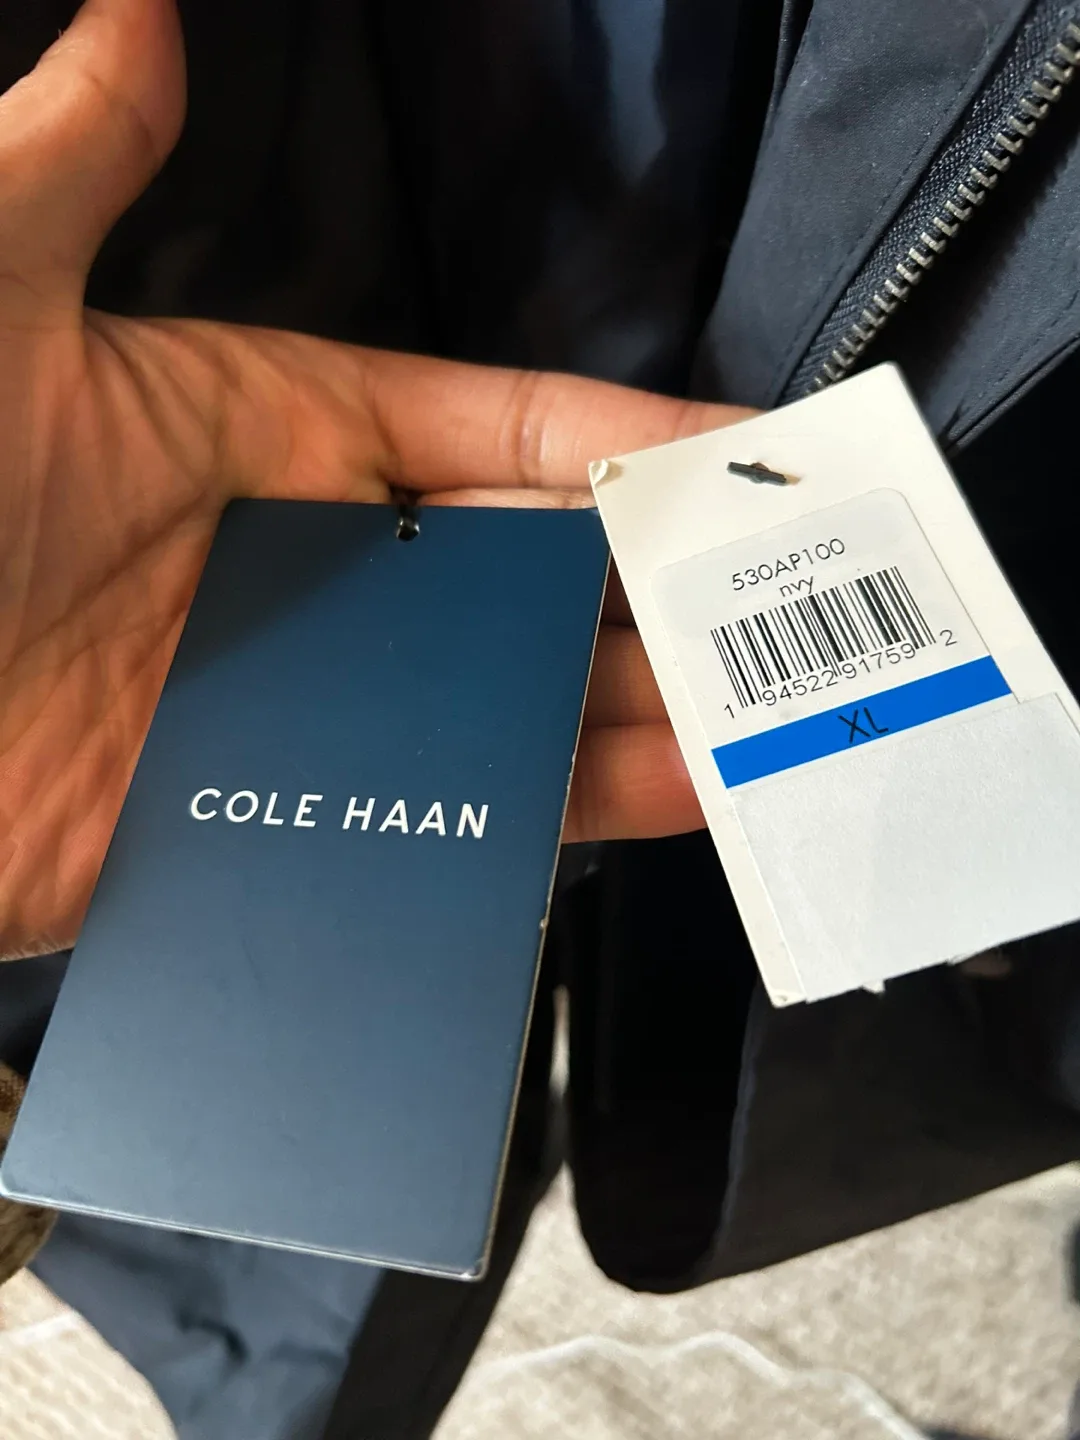 COLE HAAN
530AP100
nvy
1 94522 91759 2
XL